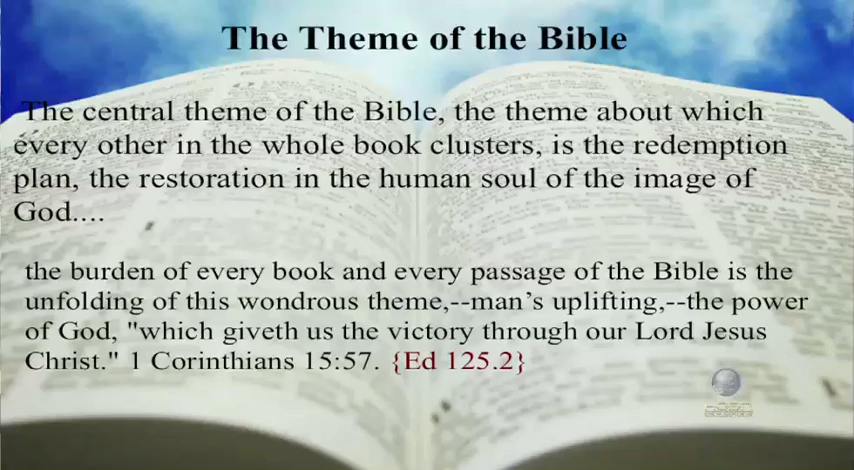 The Theme of the Bible
The central theme of the Bible, the theme about which
every other in the whole book clusters, is the redemption
plan, the restoration in the human soul of the image of
God....
the burden of every book and every passage of the Bible is the
unfolding of this wondrous theme,--man’s uplifting,--the power
of God, "which giveth us the victory through our Lord Jesus
Christ." 1 Corinthians 15:57. {Ed 125.2}